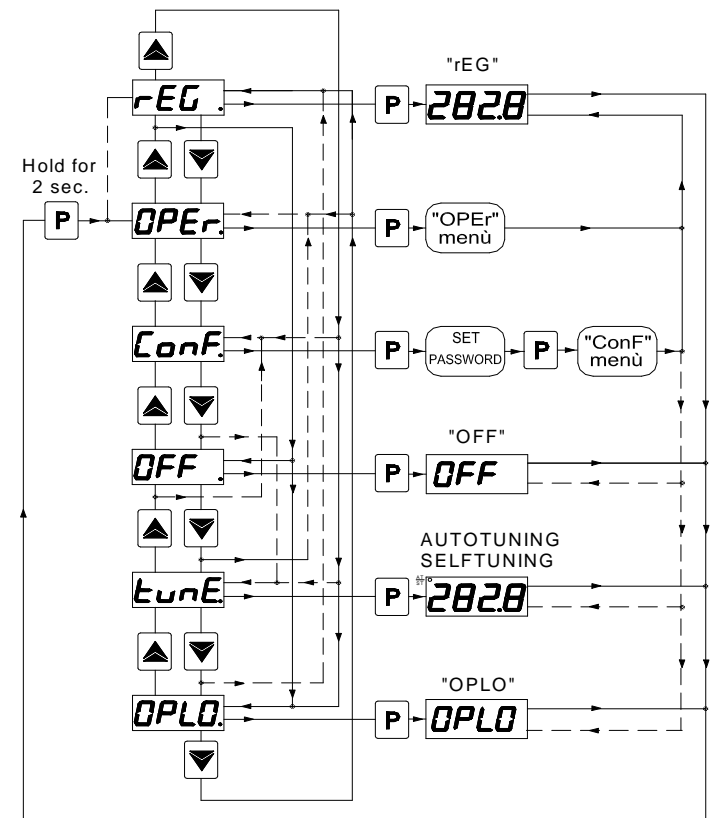 "rEG"
rEG .
P
282.8
Hold for
2 sec.
P
OPEr.
P
"OPEr"
menù
ConF.
P
SET
PASSWORD
P
"ConF"
menù
"OFF"
OFF .
P
OFF
AUTOTUNING
SELFTUNING
tunE.
P
282.8
"OPLO"
OPLO.
P
OPLO